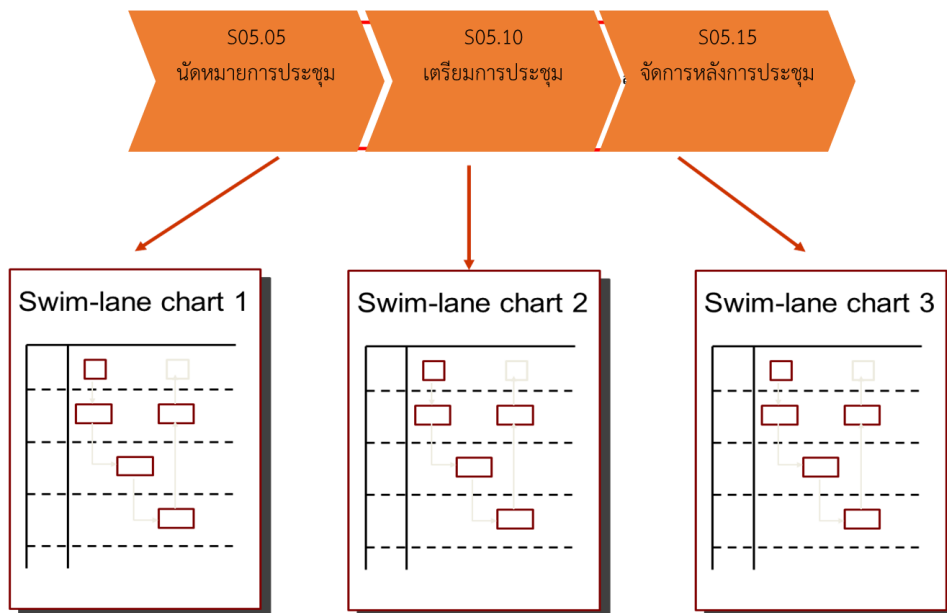 S05.05
นัดหมายการประชุม
S05.10
เตรียมการประชุม
S05.15
จัดการหลังการประชุม
Swim-lane chart 1
Swim-lane chart 2
Swim-lane chart 3